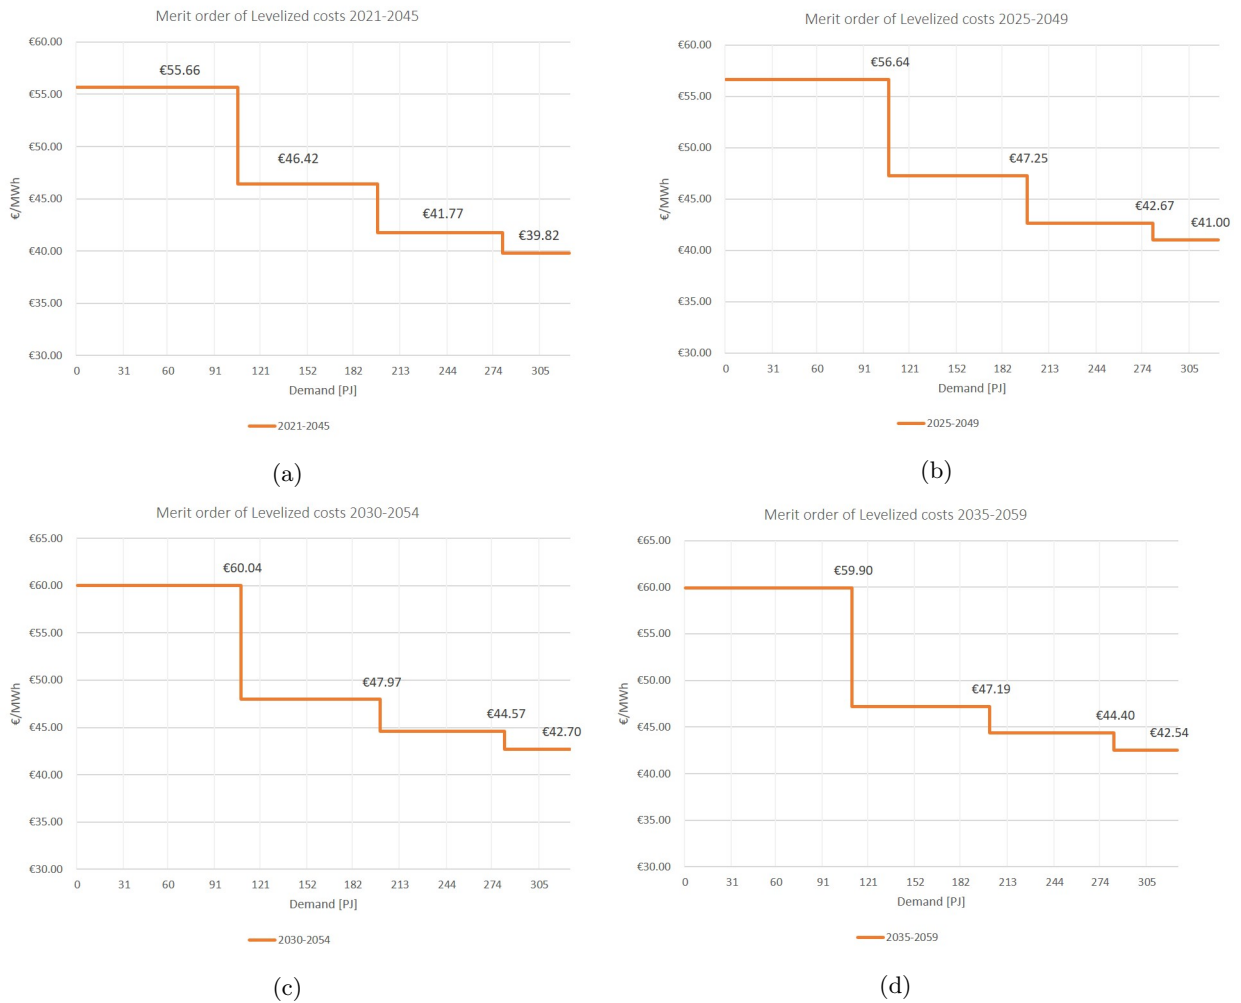 Merit order of Levelized costs 2021-2045
€60.00
€55.66
€55.00
€50.00
€46.42
€45.00
€41.77
€39.82
€40.00
€35.00
€30.00
€/MWh
0 31 60 91 121 152 182 213 244 274 305
Demand [PJ]
2021-2045
(a)
Merit order of Levelized costs 2025-2049
€60.00
€56.64
€55.00
€50.00
€47.25
€45.00
€42.67
€41.00
€40.00
€35.00
€30.00
€/MWh
0 31 60 91 121 152 182 213 244 274 305
Demand [PJ]
2025-2049
(b)
Merit order of Levelized costs 2030-2054
€65.00
€60.04
€60.00
€55.00
€50.00
€47.97
€45.00
€44.57
€42.70
€40.00
€35.00
€30.00
€/MWh
0 31 60 91 121 152 182 213 244 274 305
Demand [PJ]
2030-2054
(c)
Merit order of Levelized costs 2035-2059
€65.00
€59.90
€60.00
€55.00
€50.00
€47.19
€45.00
€44.40
€42.54
€40.00
€35.00
€30.00
€/MWh
0 31 60 91 121 152 182 213 244 274 305
Demand [PJ]
2035-2059
(d)